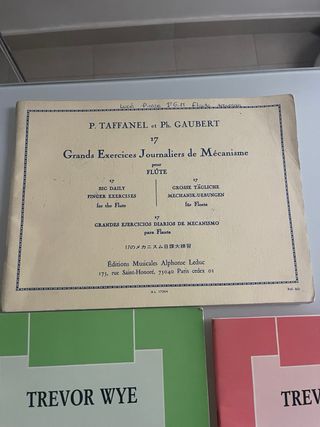 P. TAFFANEL et Ph. GAUBERT
17
Grands Exercices Journaliers de Mécanisme
pour
FLÛTE
17
BIG DAILY
FINGER EXERCISES
for the Flute
17
GROSSE TÄGLICHE
MECHANIK-UEBUNGEN
für Floete
17
GRANDES EJERCICIOS DIARIOS DE MECANISMO
para Flauta
17のメカニズム日課大練習
Éditions Musicales Alphonse Leduc
175, rue Saint-Honoré, 75040 Paris cedex 01
TREVOR WYE
TREV